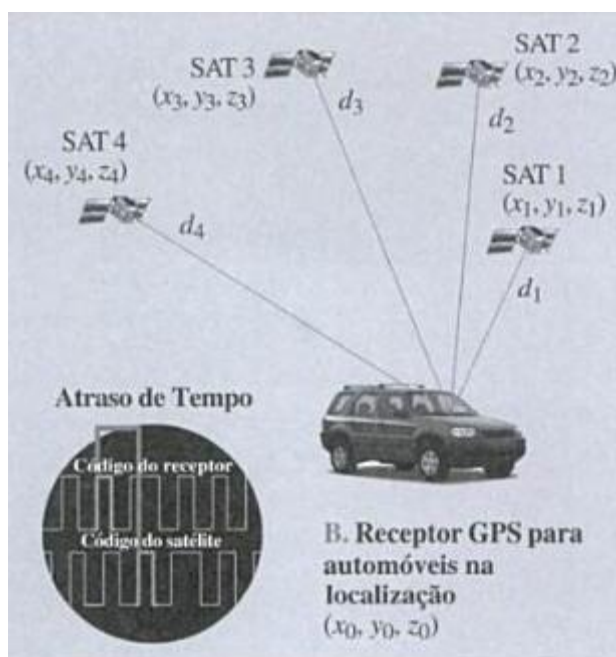 SAT 3
(x3, y3, z3)
d3
SAT 2
(x2, y2, z2)
d2
SAT 4
(x4, y4, z4)
d4
SAT 1
(x1, y1, z1)
d1
Atraso de Tempo
Código do receptor
Código do satélite
B. Receptor GPS para
automóveis na
localização
(x0, y0, z0)